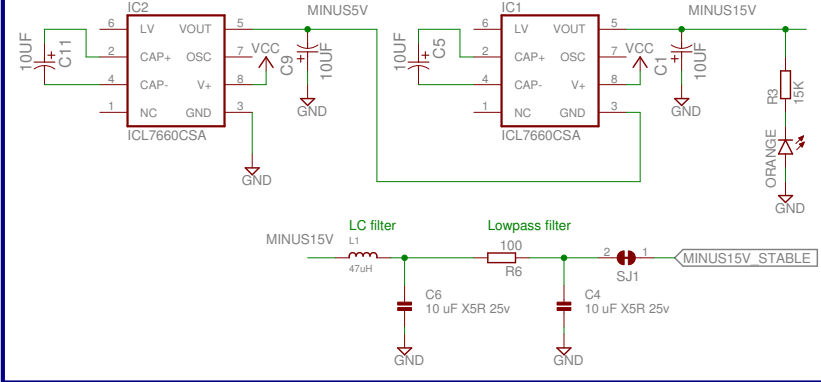 IC2
MINUS5V
6 LV VOUT 5
2 CAP+ OSC 7
4 CAP- V+ 8
1 NC GND 3
ICL7660CSA
10UF
C11
VCC
C9
10UF
GND
GND
IC1
MINUS15V
6 LV VOUT 5
2 CAP+ OSC 7
4 CAP- V+ 8
1 NC GND 3
ICL7660CSA
10UF
C5
VCC
C1
10UF
GND
R3
15K
ORANGE
GND
LC filter
Lowpass filter
MINUS15V
L1
47uH
100
R6
2 1
SJ1
MINUS15V_STABLE
C6
10 uF X5R 25v
GND
C4
10 uF X5R 25v
GND